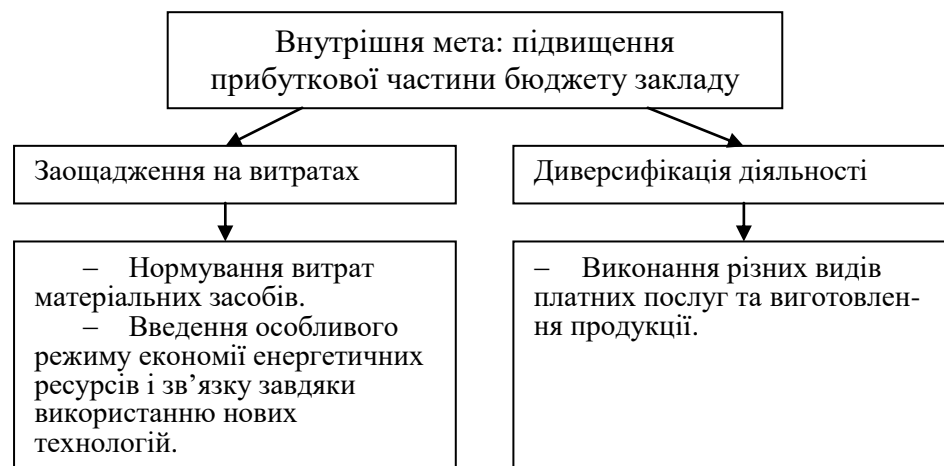 Внутрішня мета: підвищення
прибуткової частини бюджету закладу
Заощадження на витратах
Диверсифікація діяльності
– Нормування витрат
матеріальних засобів.
– Введення особливого
режиму економії енергетичних
ресурсів і зв’язку завдяки
використанню нових
технологій.
– Виконання різних видів
платних послуг та виготовлен-
ня продукції.